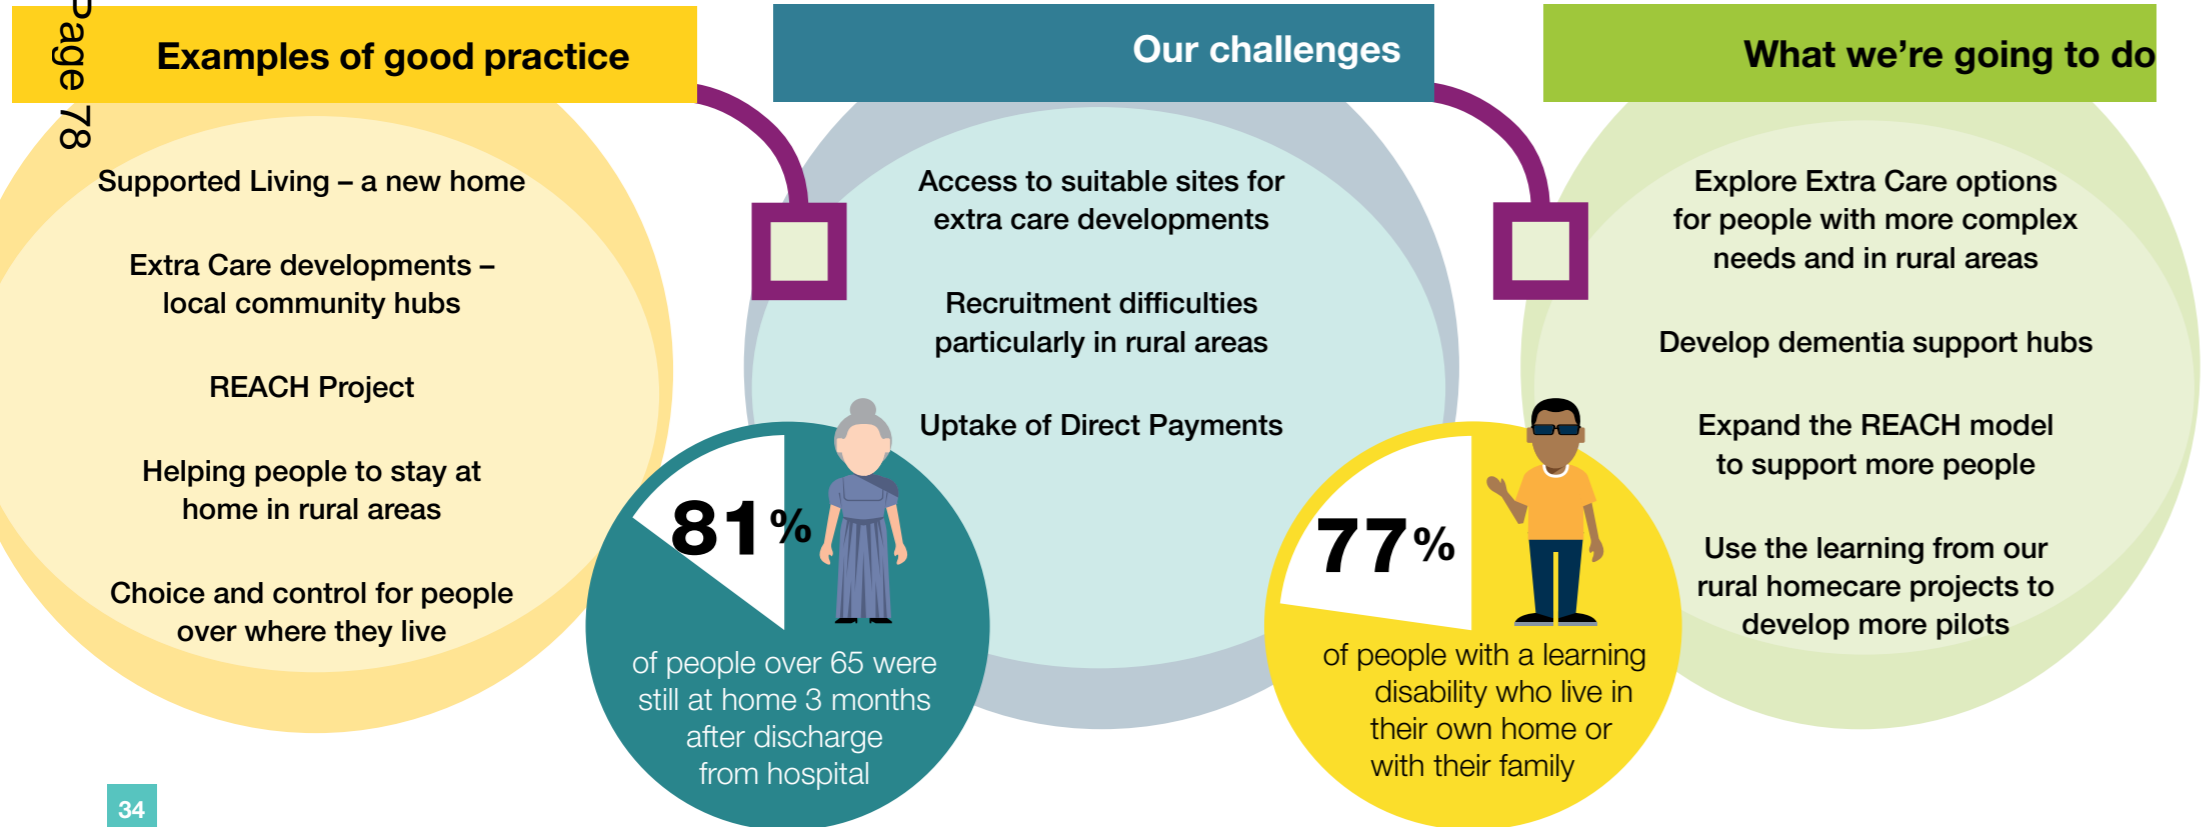 Page 78
Examples of good practice
Supported Living – a new home
Extra Care developments –
local community hubs
REACH Project
Helping people to stay at
home in rural areas
Choice and control for people
over where they live
81%
of people over 65 were
still at home 3 months
after discharge
from hospital
Our challenges
Access to suitable sites for
extra care developments
Recruitment difficulties
particularly in rural areas
Uptake of Direct Payments
77%
of people with a learning
disability who live in
their own home or
with their family
What we're going to do
Explore Extra Care options
for people with more complex
needs and in rural areas
Develop dementia support hubs
Expand the REACH model
to support more people
Use the learning from our
rural homecare projects to
develop more pilots
34